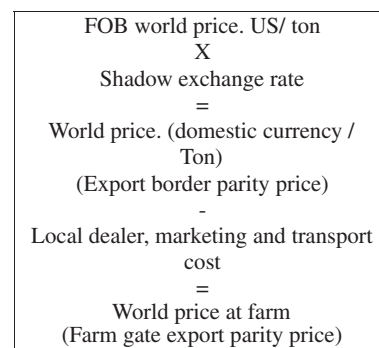 FOB world price. US/ ton
X
Shadow exchange rate
=
World price. (domestic currency /
Ton)
(Export border parity price)
-
Local dealer, marketing and transport
cost
=
World price at farm
(Farm gate export parity price)